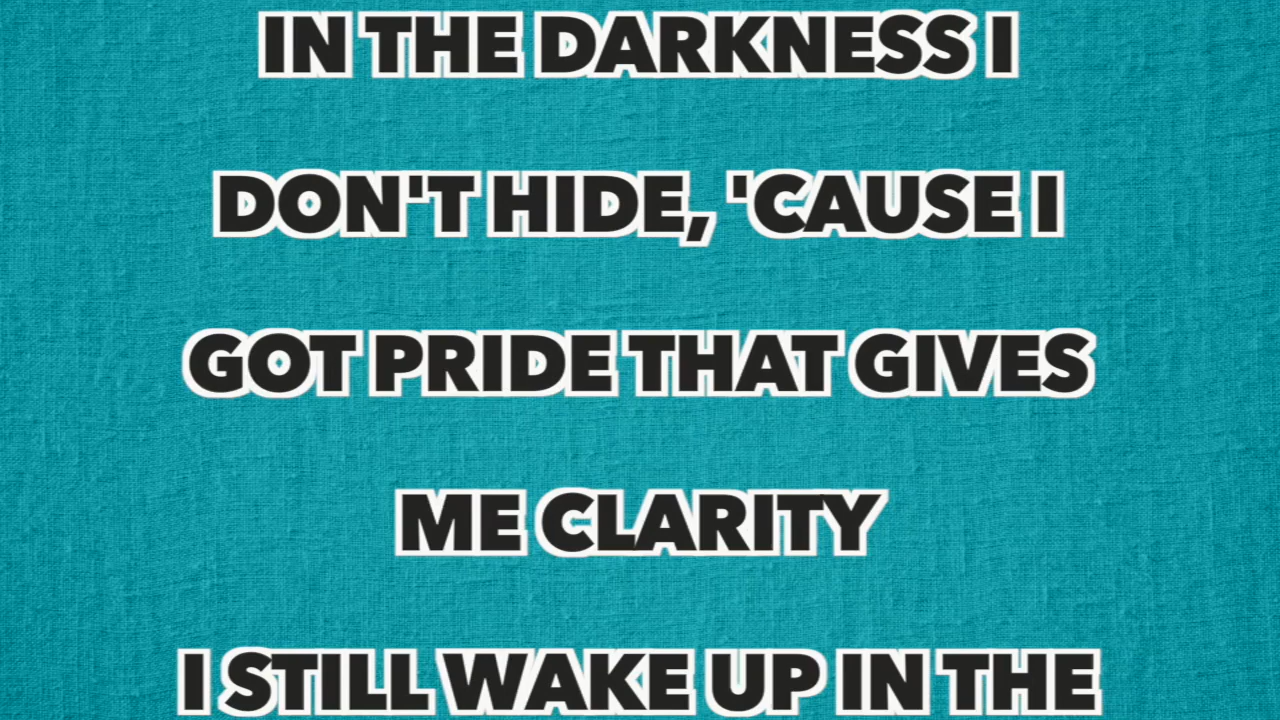 IN THE DARKNESS I
DON'T HIDE, 'CAUSE I
GOT PRIDE THAT GIVES
ME CLARITY
I STILL WAKE UP IN THE